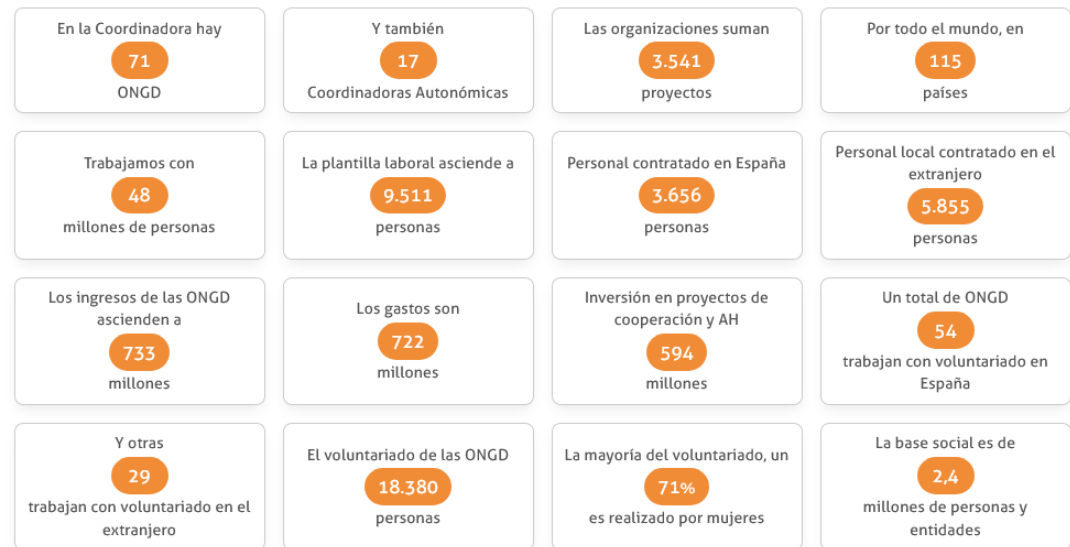 En la Coordinadora hay
71
ONGD
Y también
17
Coordinadoras Autonómicas
Las organizaciones suman
3.541
proyectos
Por todo el mundo, en
115
países
Trabajamos con
48
millones de personas
La plantilla laboral asciende a
9.511
personas
Personal contratado en España
3.656
personas
Personal local contratado en el
extranjero
5.855
personas
Los ingresos de las ONGD
ascienden a
733
millones
Los gastos son
722
millones
Inversión en proyectos de
cooperación y AH
594
millones
Un total de ONGD
54
trabajan con voluntariado en
España
Y otras
29
trabajan con voluntariado en el
extranjero
El voluntariado de las ONGD
18.380
personas
La mayoría del voluntariado, un
71%
es realizado por mujeres
La base social es de
2,4
millones de personas y
entidades